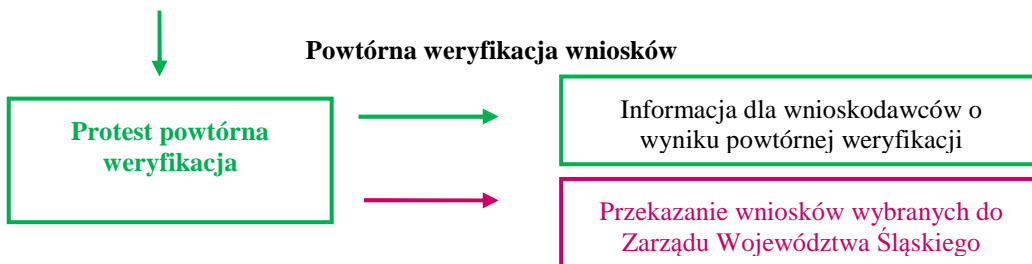 Powtórna weryfikacja wniosków
Protest powtórna
weryfikacja
Informacja dla wnioskodawców o
wyniku powtórnej weryfikacji
Przekazanie wniosków wybranych do
Zarządu Województwa Śląskiego